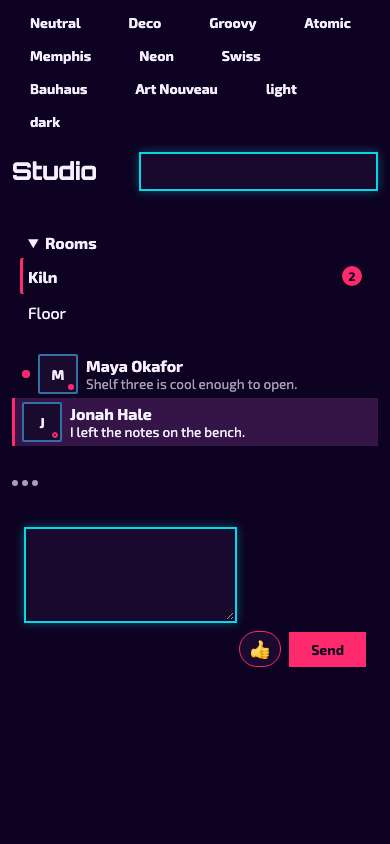 Neutral Deco Groovy Atomic
Memphis Neon Swiss
Bauhaus Art Nouveau light
dark
Studio
▼ Rooms
Kiln 2
Floor
M Maya Okafor
Shelf three is cool enough to open.
J Jonah Hale
I left the notes on the bench.
👍 Send